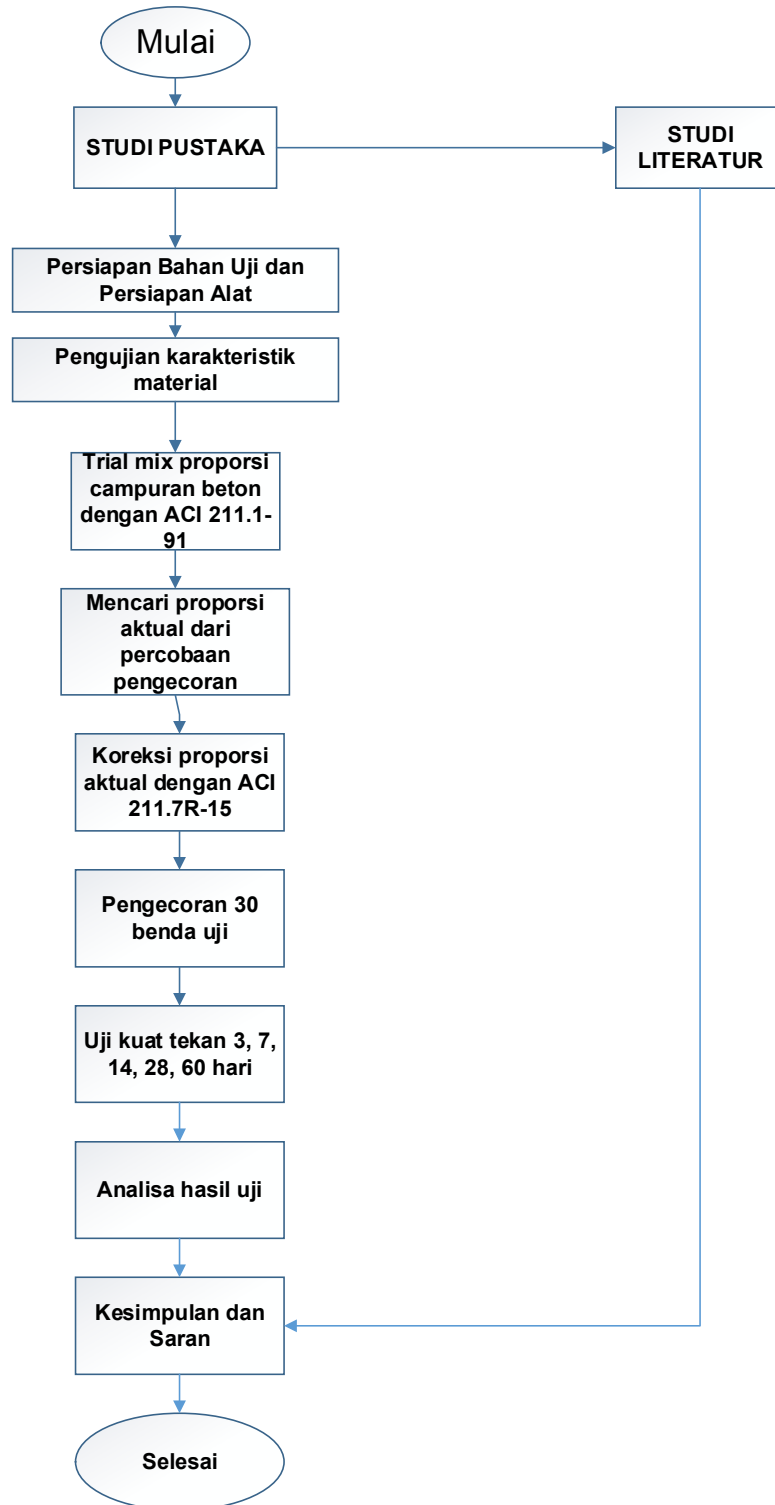 Mulai
STUDI PUSTAKA
STUDI
LITERATUR
Persiapan Bahan Uji dan
Persiapan Alat
Pengujian karakteristik
material
Trial mix proporsi
campuran beton
dengan ACI 211.1-
91
Mencari proporsi
aktual dari
percobaan
pengecoran
Koreksi proporsi
aktual dengan ACI
211.7R-15
Pengecoran 30
benda uji
Uji kuat tekan 3, 7,
14, 28, 60 hari
Analisa hasil uji
Kesimpulan dan
Saran
Selesai